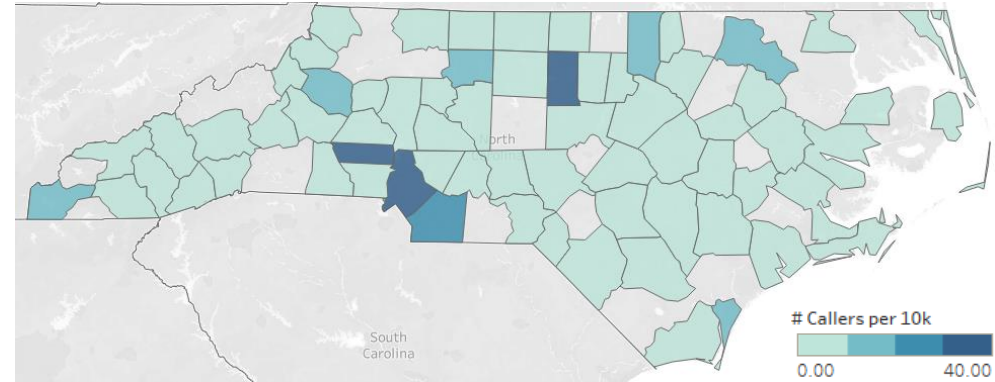 North
Carolina
South
Carolina
# Callers per 10k
0.00 40.00